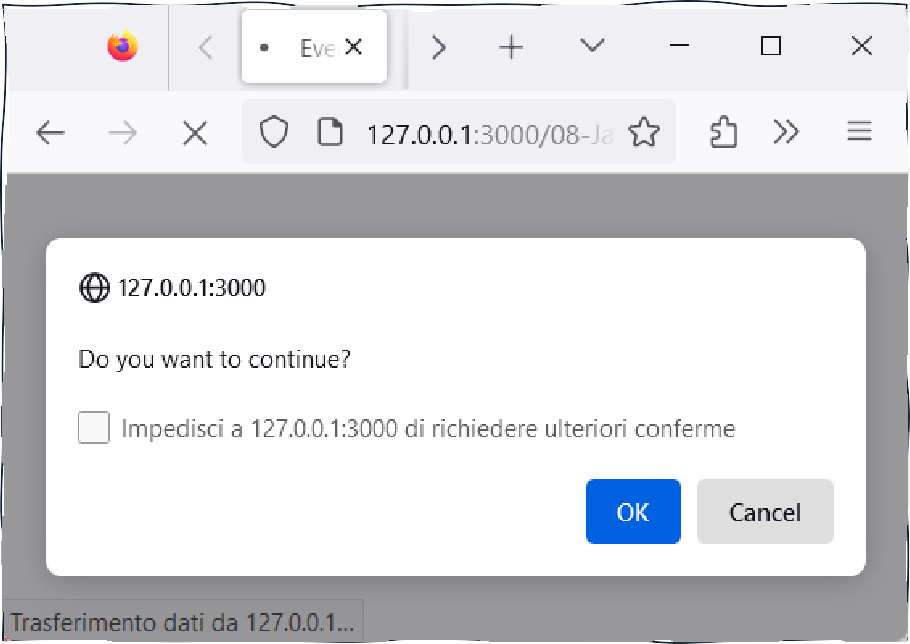 Eve
127.0.0.1:3000/08-Ja
127.0.0.1:3000
Do you want to continue?
Impedisci a 127.0.0.1:3000 di richiedere ulteriori conferme
OK Cancel
Trasferimento dati da 127.0.0.1...